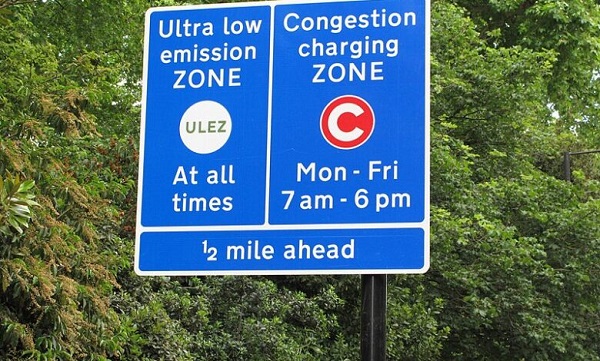 Ultra low
emission
ZONE
ULEZ
At all
times
Congestion
charging
ZONE
C
Mon - Fri
7 am - 6 pm
½ mile ahead